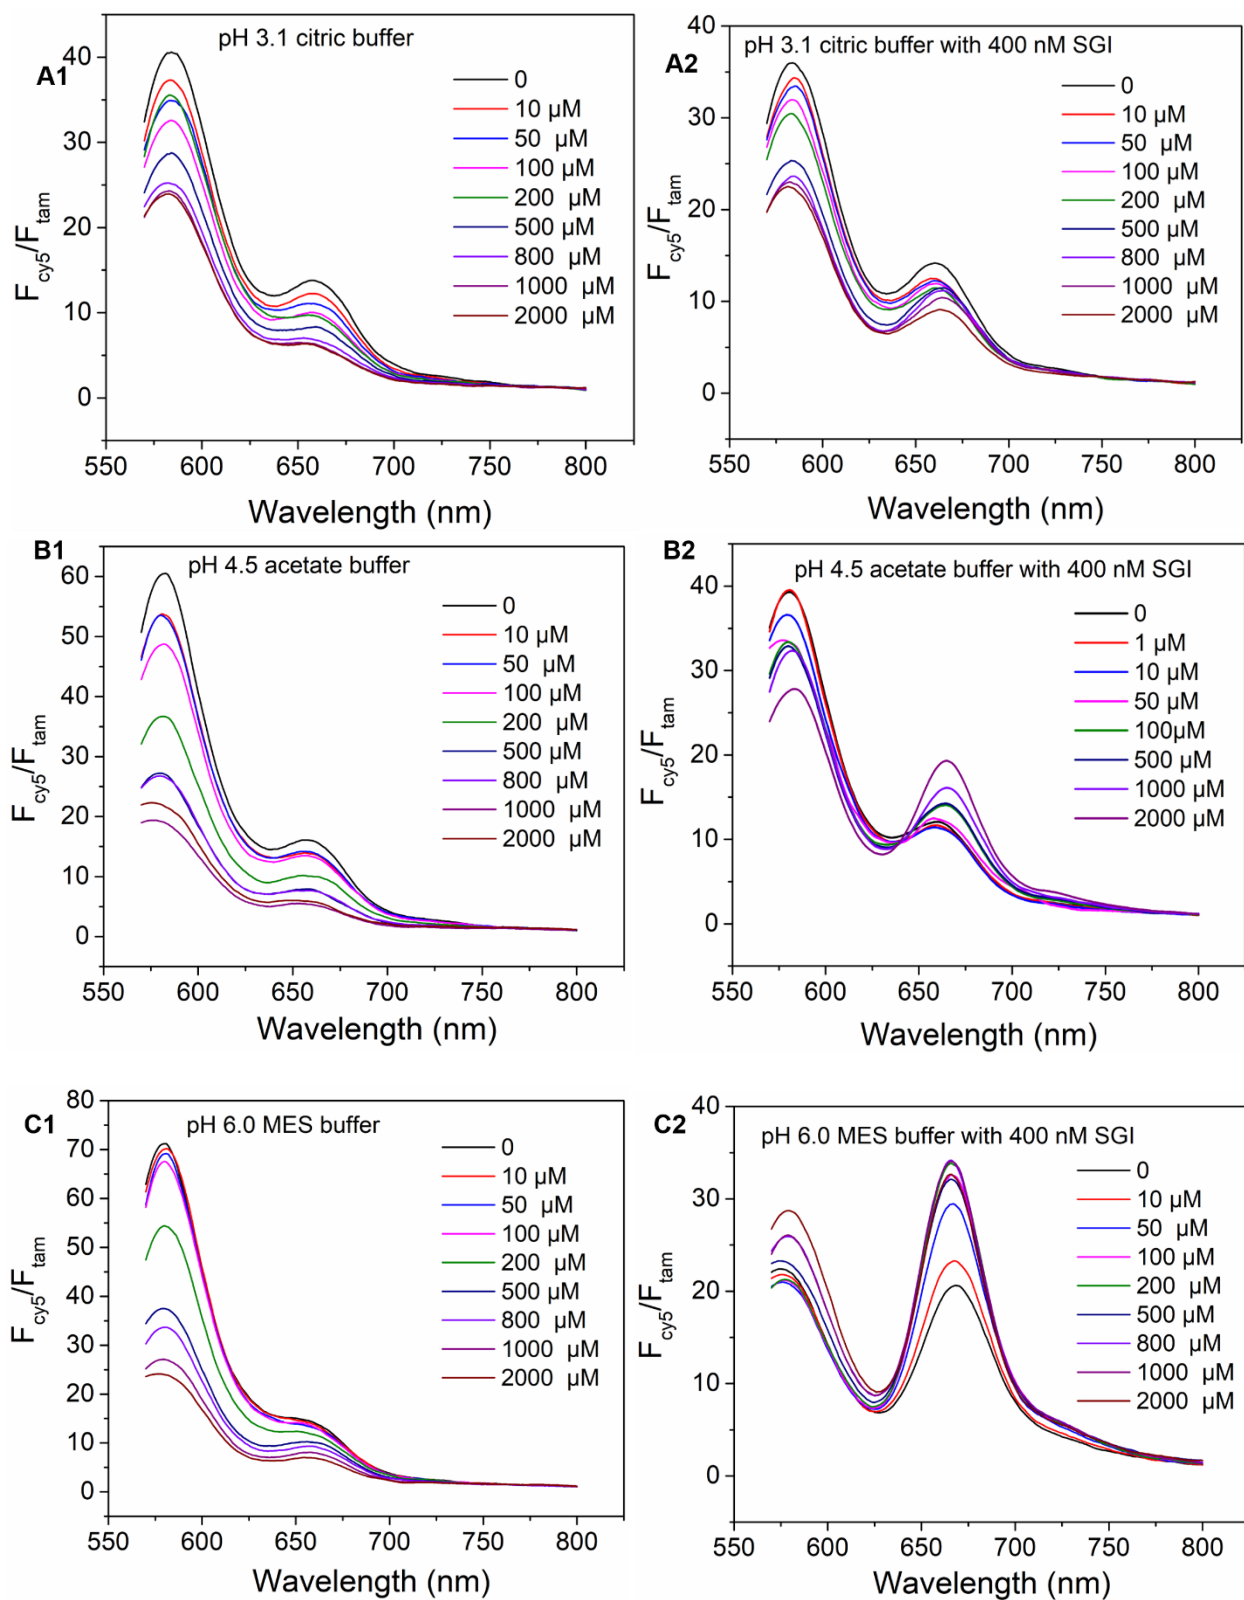 A1
pH 3.1 citric buffer
0
10 µM
50 µM
100 µM
200 µM
500 µM
800 µM
1000 µM
2000 µM
40
30
20
10
0
Fcy5/Ftam
550 600 650 700 750 800
Wavelength (nm)
A2
pH 3.1 citric buffer with 400 nM SGI
0
10 µM
50 µM
100 µM
200 µM
500 µM
800 µM
1000 µM
2000 µM
40
30
20
10
0
Fcy5/Ftam
550 600 650 700 750 800
Wavelength (nm)
B1
pH 4.5 acetate buffer
0
10 µM
50 µM
100 µM
200 µM
500 µM
800 µM
1000 µM
2000 µM
60
50
40
30
20
10
0
Fcy5/Ftam
550 600 650 700 750 800
Wavelength (nm)
B2
pH 4.5 acetate buffer with 400 nM SGI
0
1 µM
10 µM
50 µM
100µM
500 µM
1000 µM
2000 µM
40
30
20
10
0
Fcy5/Ftam
550 600 650 700 750 800
Wavelength (nm)
C1
pH 6.0 MES buffer
0
10 µM
50 µM
100 µM
200 µM
500 µM
800 µM
1000 µM
2000 µM
80
70
60
50
40
30
20
10
0
Fcy5/Ftam
550 600 650 700 750 800
Wavelength (nm)
C2
pH 6.0 MES buffer with 400 nM SGI
0
10 µM
50 µM
100 µM
200 µM
500 µM
800 µM
1000 µM
2000 µM
40
30
20
10
0
Fcy5/Ftam
550 600 650 700 750 800
Wavelength (nm)